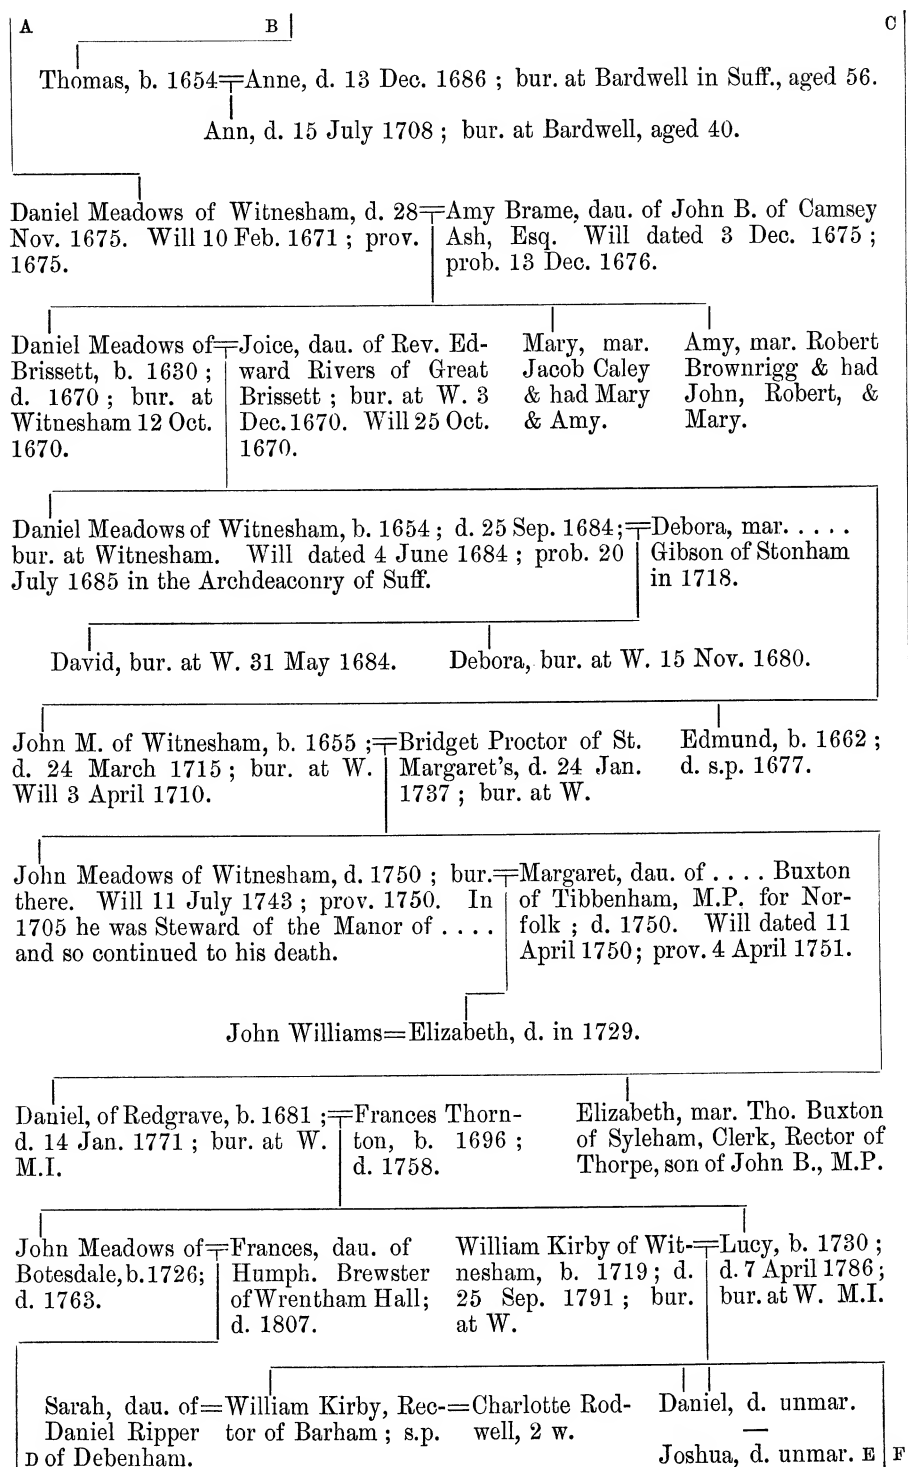 A B C
Thomas, b. 1654=Anne, d. 13 Dec. 1686 ; bur. at Bardwell in Suff., aged 56.
Ann, d. 15 July 1708 ; bur. at Bardwell, aged 40.
Daniel Meadows of Witnesham, d. 28=Amy Brame, dau. of John B. of Camsey
Nov. 1675. Will 10 Feb. 1671 ; prov. Ash, Esq. Will dated 3 Dec. 1675 ;
1675. prob. 13 Dec. 1676.
Daniel Meadows of=Joice, dau. of Rev. Ed-
Brissett, b. 1630 ; ward Rivers of Great
d. 1670 ; bur. at Brissett ; bur. at W. 3
Witnesham 12 Oct. Dec. 1670. Will 25 Oct.
1670. 1670.
Mary, mar.
Jacob Caley
& had Mary
& Amy.
Amy, mar. Robert
Brownrigg & had
John, Robert, &
Mary.
Daniel Meadows of Witnesham, b. 1654 ; d. 25 Sep. 1684;=Debora, mar. . . . . .
bur. at Witnesham. Will dated 4 June 1684 ; prob. 20 Gibson of Stonham
July 1685 in the Archdeaconry of Suff. in 1718.
David, bur. at W. 31 May 1684. Debora, bur. at W. 15 Nov. 1680.
John M. of Witnesham, b. 1655 ;=Bridget Proctor of St. Edmund, b. 1662 ;
d. 24 March 1715 ; bur. at W. Margaret's, d. 24 Jan. d. s.p. 1677.
Will 3 April 1710. 1737 ; bur. at W.
John Meadows of Witnesham, d. 1750 ; bur.=Margaret, dau. of . . . . Buxton
there. Will 11 July 1743 ; prov. 1750. In of Tibbenham, M.P. for Nor-
1705 he was Steward of the Manor of . . . . folk ; d. 1750. Will dated 11
and so continued to his death. April 1750; prov. 4 April 1751.
John Williams=Elizabeth, d. in 1729.
Daniel, of Redgrave, b. 1681 ;=Frances Thorn- Elizabeth, mar. Tho. Buxton
d. 14 Jan. 1771 ; bur. at W. ton, b. 1696 ; of Syleham, Clerk, Rector of
M.I. d. 1758. Thorpe, son of John B., M.P.
John Meadows of=Frances, dau. of William Kirby of Wit-=Lucy, b. 1730 ;
Botesdale, b. 1726; Humph. Brewster nesham, b. 1719 ; d. d. 7 April 1786 ;
d. 1763. of Wrentham Hall; 25 Sep. 1791 ; bur. bur. at W. M.I.
d. 1807. at W.
Sarah, dau. of=William Kirby, Rec-=Charlotte Rod- Daniel, d. unmar.
Daniel Ripper tor of Barham ; s.p. well, 2 w. —
D of Debenham. Joshua, d. unmar. E F